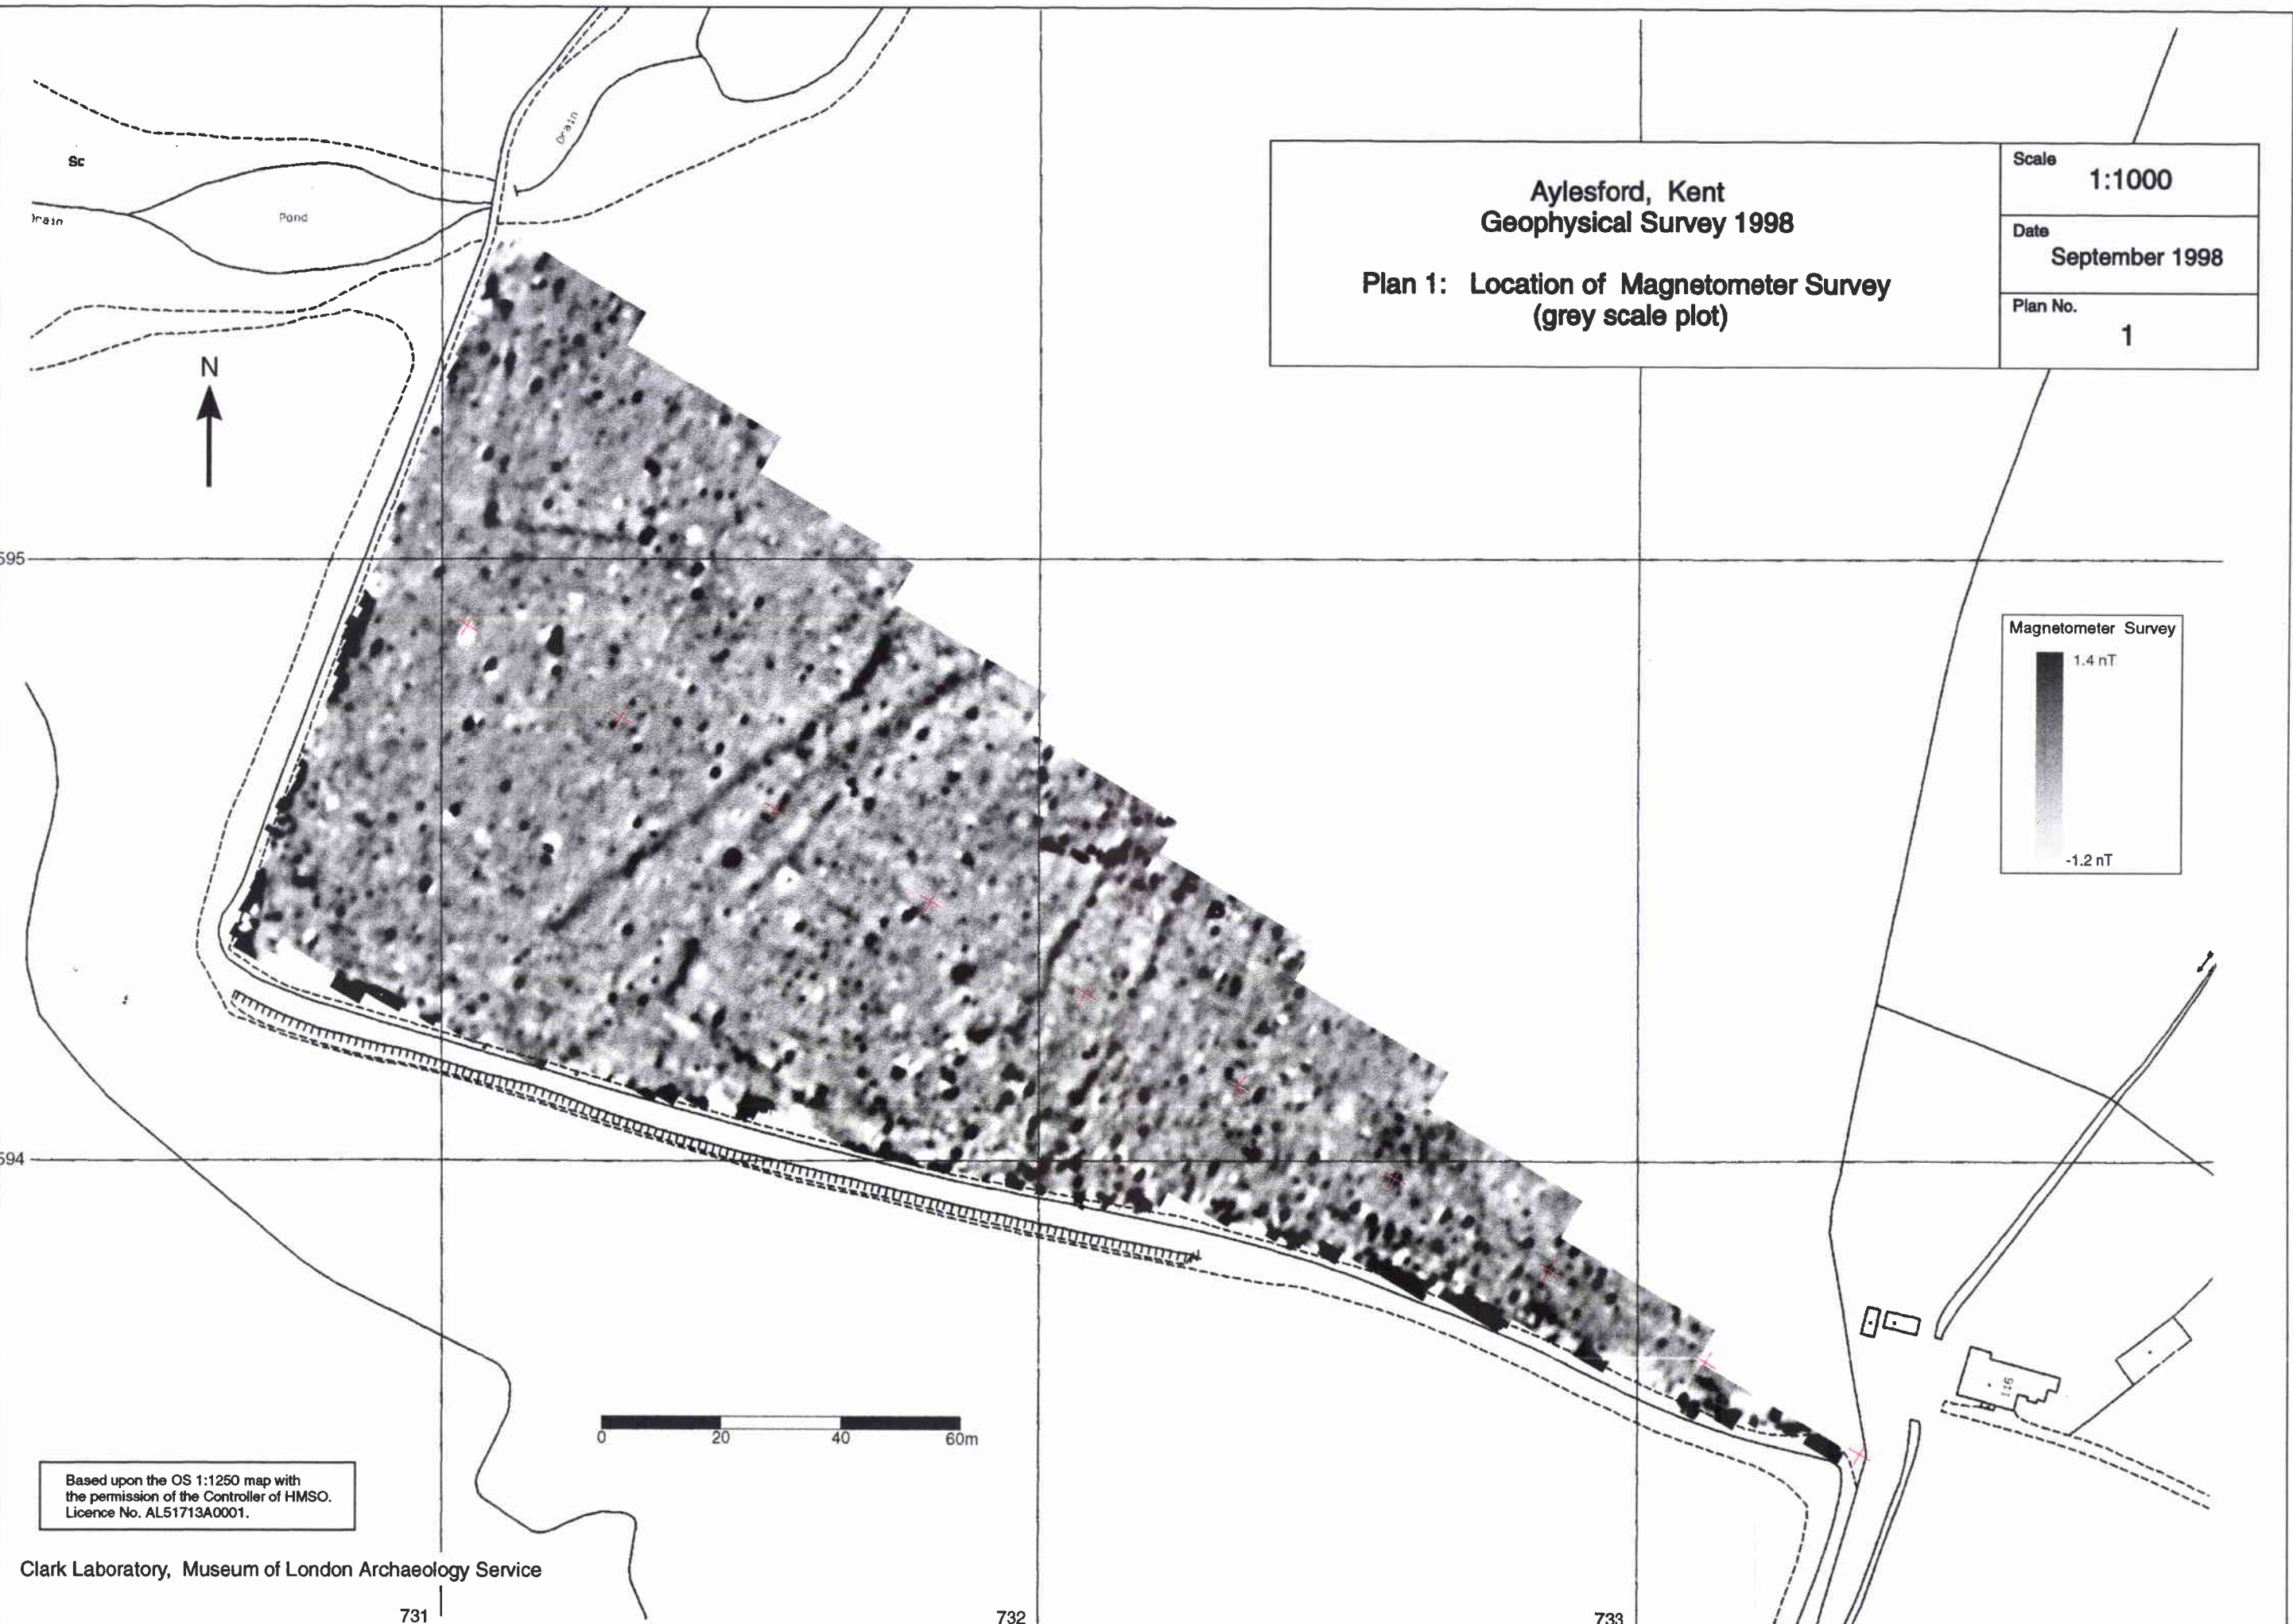 Sc
Drain
Pond
Drain
N
Aylesford, Kent
Geophysical Survey 1998
Plan 1: Location of Magnetometer Survey
(grey scale plot)
Scale
1:1000
Date
September 1998
Plan No.
1
595
Magnetometer Survey
1.4 nT
-1.2 nT
594
116
0 20 40 60m
Based upon the OS 1:1250 map with
the permission of the Controller of HMSO.
Licence No. AL51713A0001.
Clark Laboratory, Museum of London Archaeology Service
731 732 733